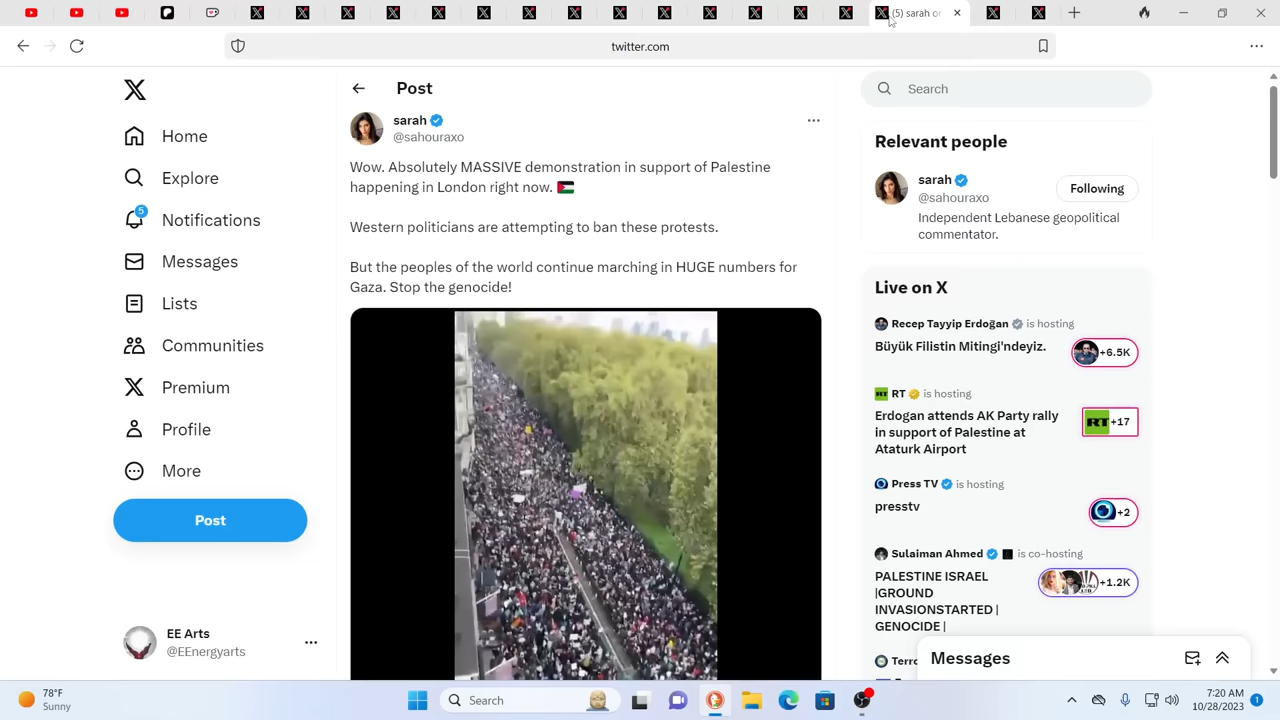 (5) sarah or
twitter.com
Post
Search
sarah
@sahouraxo
Relevant people
Home
Wow. Absolutely MASSIVE demonstration in support of Palestine
happening in London right now. 🇵🇸
sarah
@sahouraxo
Following
Independent Lebanese geopolitical
commentator.
Explore
5
Notifications
Western politicians are attempting to ban these protests.
Messages
But the peoples of the world continue marching in HUGE numbers for
Gaza. Stop the genocide!
Live on X
Lists
Recep Tayyip Erdoğan is hosting
Büyük Filistin Mitingi'ndeyiz.
+6.5K
Communities
Premium
RT is hosting
Erdogan attends AK Party rally
in support of Palestine at
Ataturk Airport
RT +17
Profile
More
Press TV is hosting
presstv
+2
Post
Sulaiman Ahmed is co-hosting
PALESTINE ISRAEL
|GROUND
INVASIONSTARTED |
GENOCIDE |
+1.2K
EE Arts
@EEnergyarts
Messages
78°F
Sunny
Search
7:20 AM
10/28/2023
1